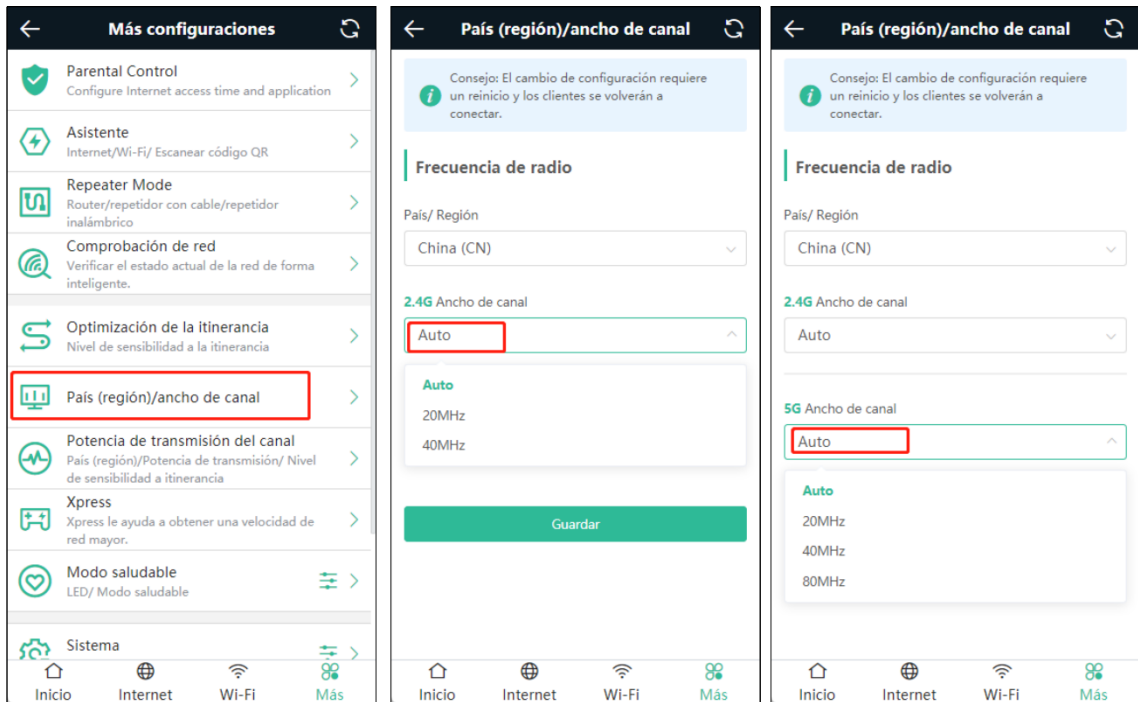 Más configuraciones
Parental Control
Configure Internet access time and application
Asistente
Internet/Wi-Fi/ Escanear código QR
Repeater Mode
Router/repetidor con cable/repetidor
inalámbrico
Comprobación de red
Verificar el estado actual de la red de forma
inteligente.
Optimización de la itinerancia
Nivel de sensibilidad a la itinerancia
País (región)/ancho de canal
Potencia de transmisión del canal
País (región)/Potencia de transmisión/ Nivel
de sensibilidad a itinerancia
Xpress
Xpress le ayuda a obtener una velocidad de
red mayor.
Modo saludable
LED/ Modo saludable
Sistema
Inicio
Internet
Wi-Fi
Más
País (región)/ancho de canal
Consejo: El cambio de configuración requiere
un reinicio y los clientes se volverán a
conectar.
Frecuencia de radio
País/ Región
China (CN)
2.4G Ancho de canal
Auto
Auto
20MHz
40MHz
Guardar
Inicio
Internet
Wi-Fi
Más
País (región)/ancho de canal
Consejo: El cambio de configuración requiere
un reinicio y los clientes se volverán a
conectar.
Frecuencia de radio
País/ Región
China (CN)
2.4G Ancho de canal
Auto
5G Ancho de canal
Auto
Auto
20MHz
40MHz
80MHz
Inicio
Internet
Wi-Fi
Más